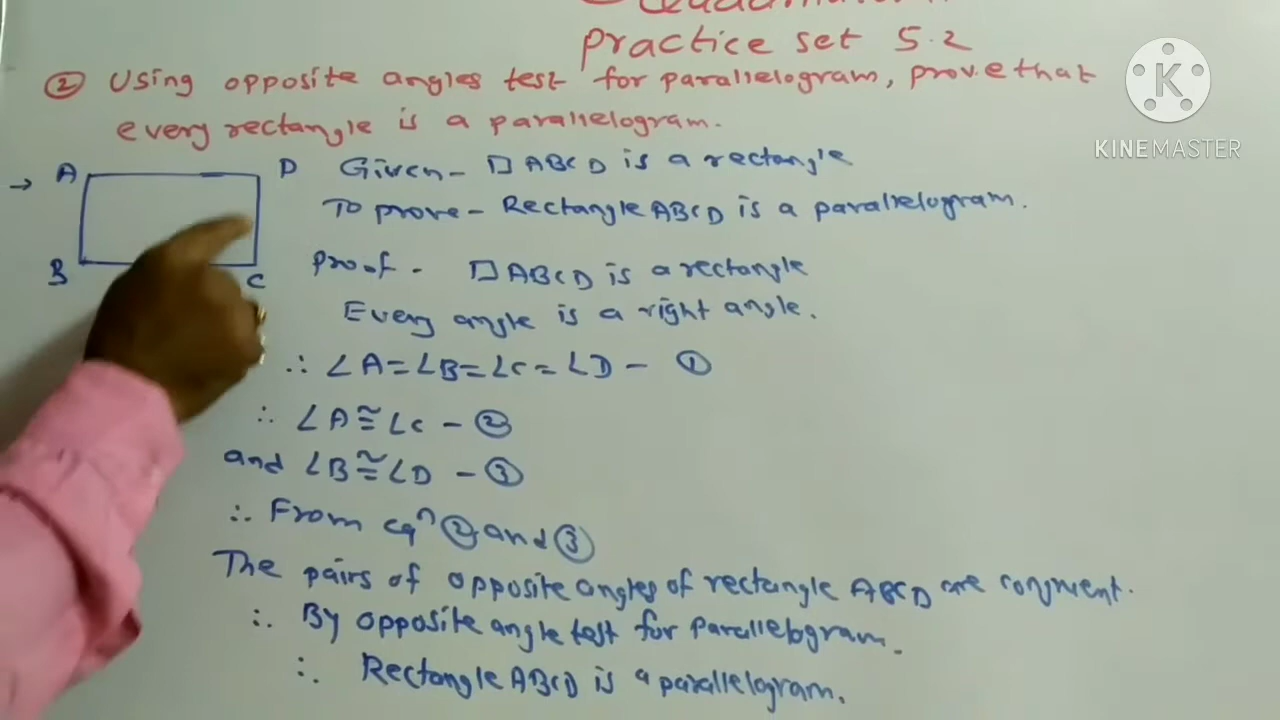 Practice set 5.2
② Using opposite angles test for parallelogram, prove that
every rectangle is a parallelogram.
K
KINEMASTER
→ A D Given - □ ABCD is a rectangle
To prove - Rectangle ABCD is a parallelogram.
B C Proof - □ ABCD is a rectangle
Every angle is a right angle.
∴ ∠A = ∠B = ∠C = ∠D - ①
∴ ∠A ≅ ∠C - ②
and ∠B ≅ ∠D - ③
∴ From eqⁿ ② and ③
The pairs of opposite angles of rectangle ABCD are congruent.
∴ By opposite angle test for parallelogram.
∴ Rectangle ABCD is a parallelogram.